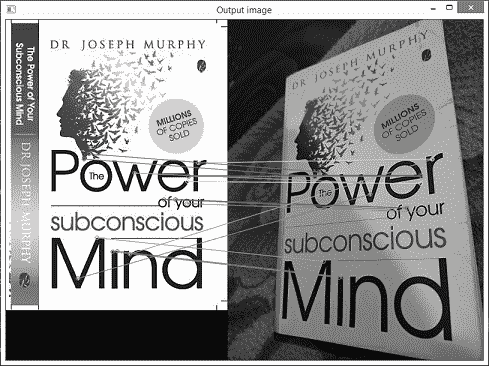 Output image
The Power of Your
Subconscious Mind
DR JOSEPH MURPHY
DR JOSEPH MURPHY
MILLIONS
OF COPIES
SOLD
The Power
of your
subconscious
Mind
DR JOSEPH MURPHY
MILLIONS
OF COPIES
SOLD
The Power
of your
subconscious
Mind